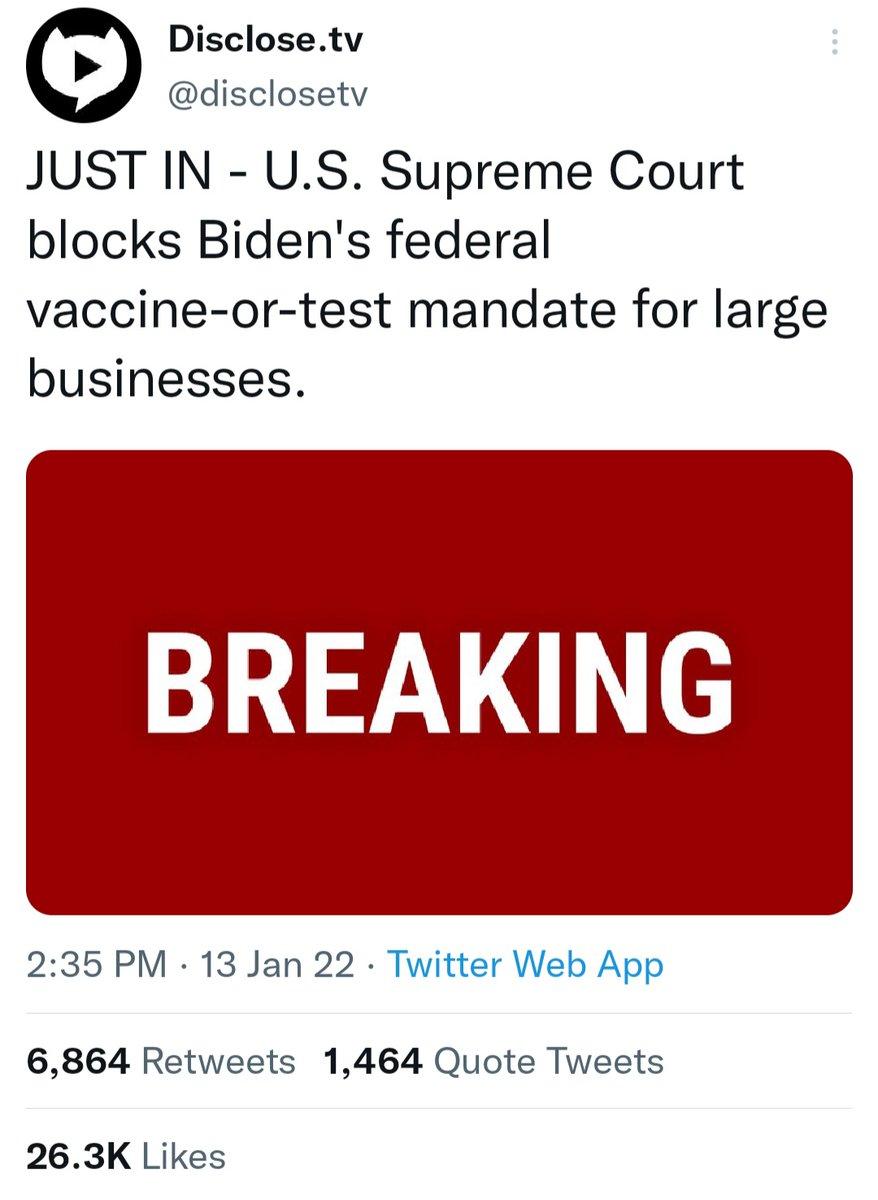 Disclose.tv
@disclosetv
JUST IN - U.S. Supreme Court
blocks Biden's federal
vaccine-or-test mandate for large
businesses.
BREAKING
2:35 PM · 13 Jan 22 · Twitter Web App
6,864 Retweets 1,464 Quote Tweets
26.3K Likes